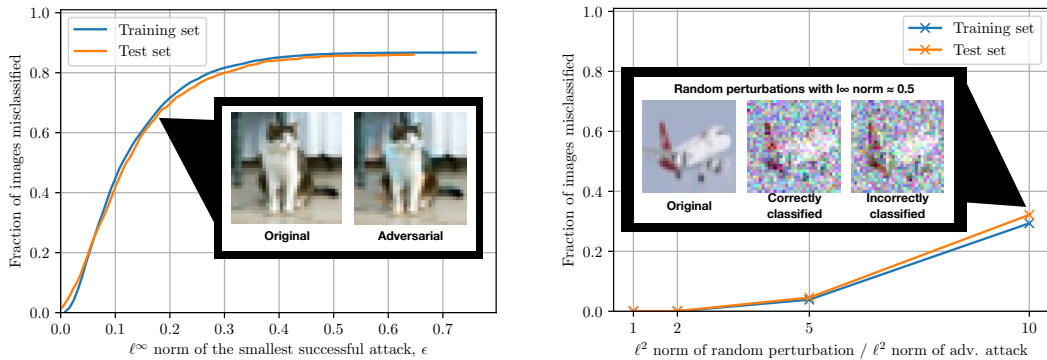 1.0
0.8
0.6
0.4
0.2
0.0
Fraction of images misclassified
Training set
Test set
Original
Adversarial
0.0 0.1 0.2 0.3 0.4 0.5 0.6 0.7
ℓ∞ norm of the smallest successful attack, ϵ
1.0
0.8
0.6
0.4
0.2
0.0
Fraction of images misclassified
Training set
Test set
Random perturbations with l∞ norm ≈ 0.5
Original
Correctly
classified
Incorrectly
classified
1 2 5 10
ℓ² norm of random perturbation / ℓ² norm of adv. attack